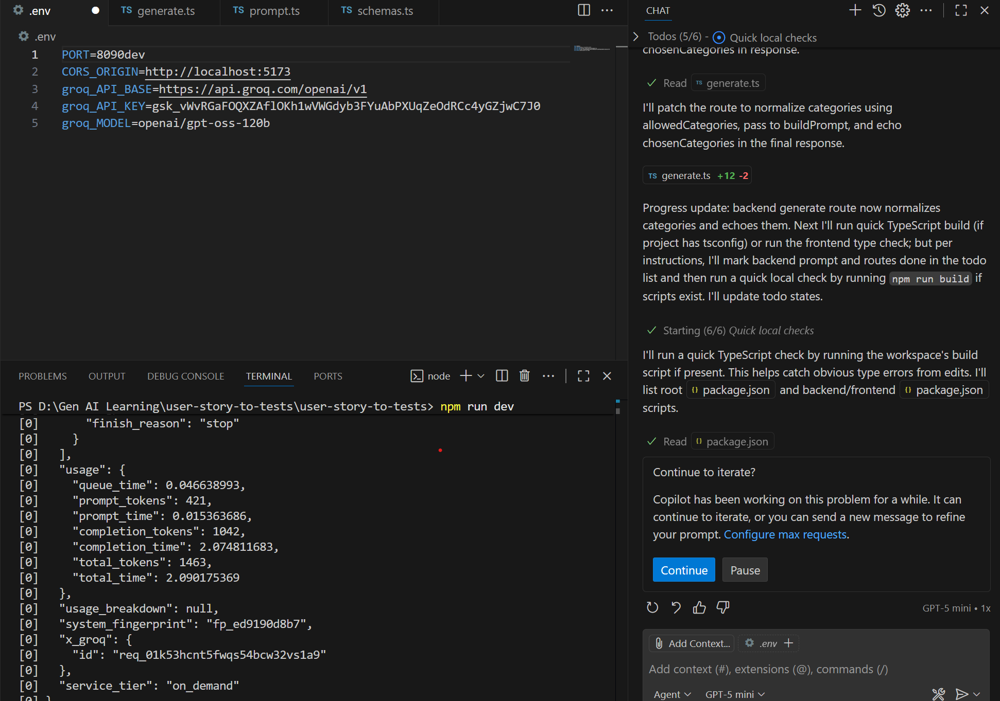 .env
TS generate.ts
TS prompt.ts
TS schemas.ts
.env
1 PORT=8090dev
2 CORS_ORIGIN=http://localhost:5173
3 groq_API_BASE=https://api.groq.com/openai/v1
4 groq_API_KEY=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
5 groq_MODEL=openai/gpt-oss-120b
PROBLEMS OUTPUT DEBUG CONSOLE TERMINAL PORTS
node
PS D:\Gen AI Learning\user-story-to-tests\user-story-to-tests> npm run dev
[0] "finish_reason": "stop"
[0] }
[0] ],
[0] "usage": {
[0] "queue_time": 0.046638993,
[0] "prompt_tokens": 421,
[0] "prompt_time": 0.015363686,
[0] "completion_tokens": 1042,
[0] "completion_time": 2.074811683,
[0] "total_tokens": 1463,
[0] "total_time": 2.090175369
[0] },
[0] "usage_breakdown": null,
[0] "system_fingerprint": "fp_ed9190d8b7",
[0] "x_groq": {
[0] "id": "req_01k53hcnt5fwqs54bcw32vs1a9"
[0] },
[0] "service_tier": "on_demand"
[0] }
CHAT
Todos (5/6) - Quick local checks
chosenCategories in response.
Read TS generate.ts
I'll patch the route to normalize categories using
allowedCategories, pass to buildPrompt, and echo
chosenCategories in the final response.
TS generate.ts +12 -2
Progress update: backend generate route now normalizes
categories and echoes them. Next I'll run quick TypeScript build (if
project has tsconfig) or run the frontend type check; but per
instructions, I'll mark backend prompt and routes done in the todo
list and then run a quick local check by running npm run build if
scripts exist. I'll update todo states.
Starting (6/6) Quick local checks
I'll run a quick TypeScript check by running the workspace's build
script if present. This helps catch obvious type errors from edits. I'll
list root {} package.json and backend/frontend {} package.json
scripts.
Read {} package.json
Continue to iterate?
Copilot has been working on this problem for a while. It can
continue to iterate, or you can send a new message to refine
your prompt. Configure max requests.
Continue
Pause
GPT-5 mini • 1x
Add Context...
.env
Add context (#), extensions (@), commands (/)
Agent
GPT-5 mini